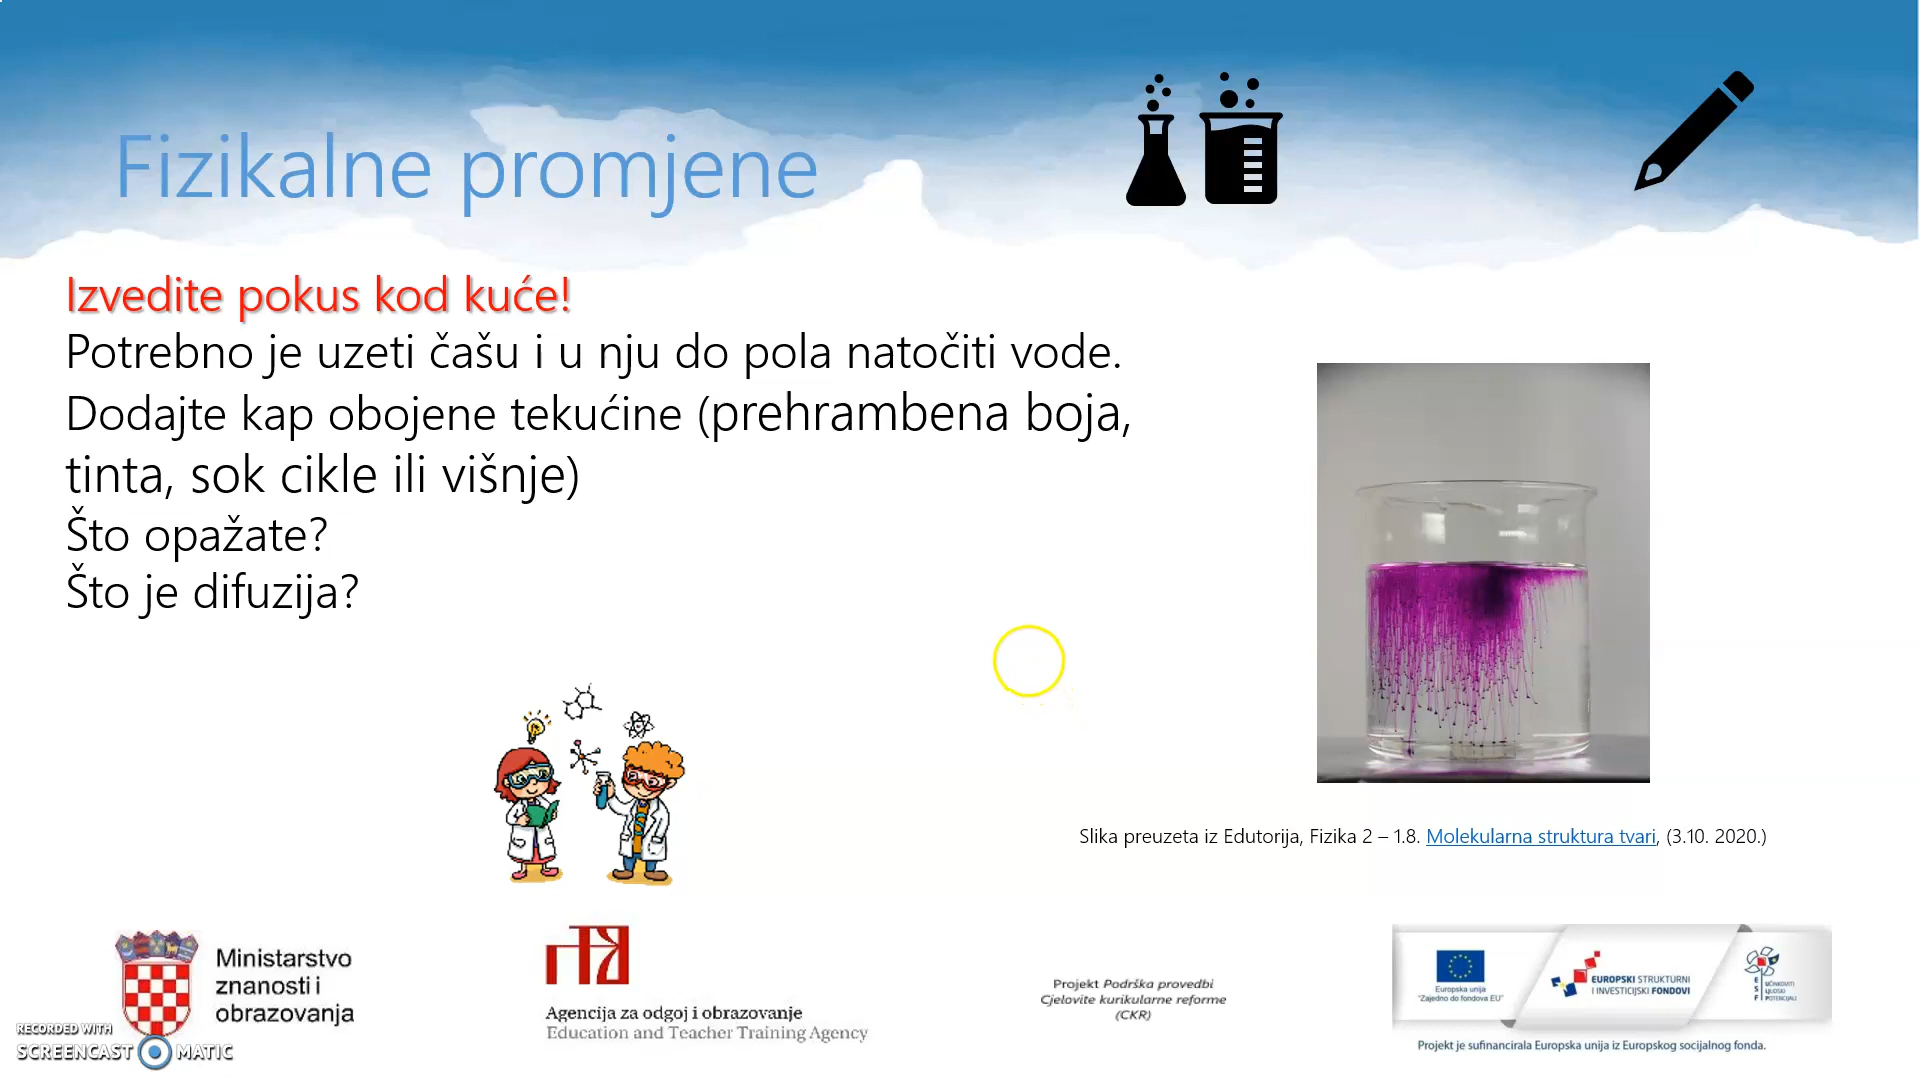 Fizikalne promjene
Izvedite pokus kod kuće!
Potrebno je uzeti čašu i u nju do pola natočiti vode.
Dodajte kap obojene tekućine (prehrambena boja,
tinta, sok cikle ili višnje)
Što opažate?
Što je difuzija?
Slika preuzeta iz Edutorija, Fizika 2 – 1.8. Molekularna struktura tvari, (3.10. 2020.)
Ministarstvo
znanosti i
obrazovanja
Agencija za odgoj i obrazovanje
Education and Teacher Training Agency
Projekt Podrška provedbi
Cjelovite kurikularne reforme
(CKR)
Europska unija
"Zajedno do fondova EU"
EUROPSKI STRUKTURNI
I INVESTICIJSKI FONDOVI
ESF
UČINKOVITI
LJUDSKI
POTENCIJALI
Projekt je sufinancirala Europska unija iz Europskog socijalnog fonda.
RECORDED WITH
SCREENCAST MATIC